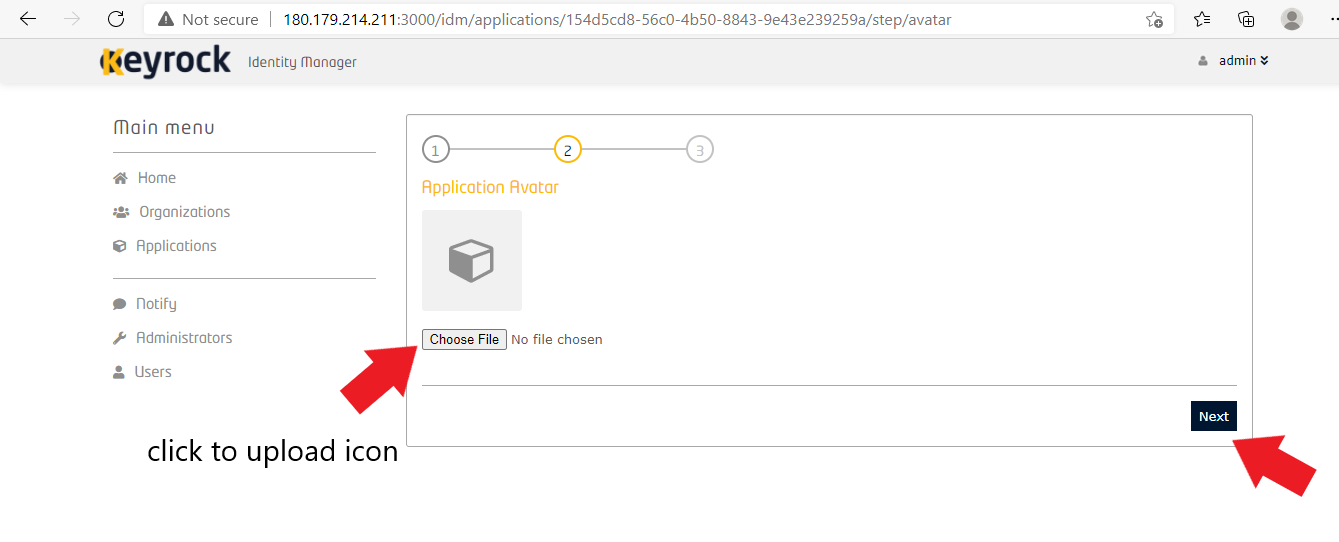 Not secure | 180.179.214.211:3000/idm/applications/154d5cd8-56c0-4b50-8843-9e43e239259a/step/avatar
Keyrock Identity Manager
admin
Main menu
Home
Organizations
Applications
Notify
Administrators
Users
1 2 3
Application Avatar
Choose File No file chosen
Next
click to upload icon